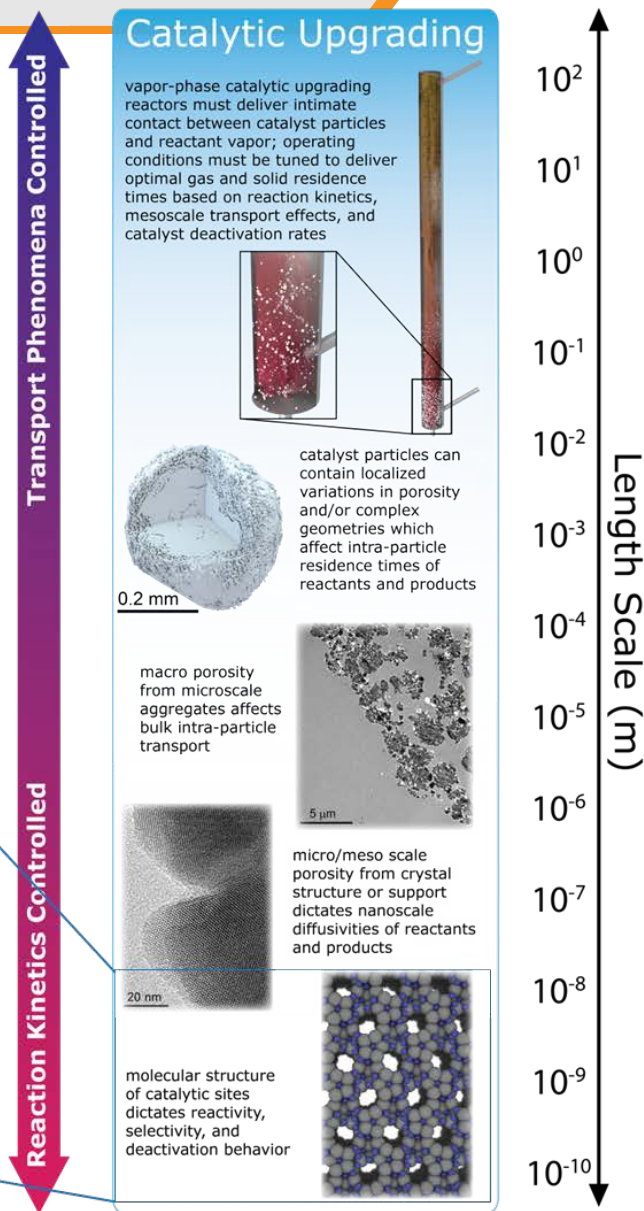 Catalytic Upgrading
Transport Phenomena Controlled
Reaction Kinetics Controlled
vapor-phase catalytic upgrading
reactors must deliver intimate
contact between catalyst particles
and reactant vapor; operating
conditions must be tuned to deliver
optimal gas and solid residence
times based on reaction kinetics,
mesoscale transport effects, and
catalyst deactivation rates
catalyst particles can
contain localized
variations in porosity
and/or complex
geometries which
affect intra-particle
residence times of
reactants and products
0.2 mm
macro porosity
from microscale
aggregates affects
bulk intra-particle
transport
5 μm
micro/meso scale
porosity from crystal
structure or support
dictates nanoscale
diffusivities of reactants
and products
20 nm
molecular structure
of catalytic sites
dictates reactivity,
selectivity, and
deactivation behavior
10²
10¹
10⁰
10⁻¹
10⁻²
10⁻³
10⁻⁴
10⁻⁵
10⁻⁶
10⁻⁷
10⁻⁸
10⁻⁹
10⁻¹⁰
Length Scale (m)